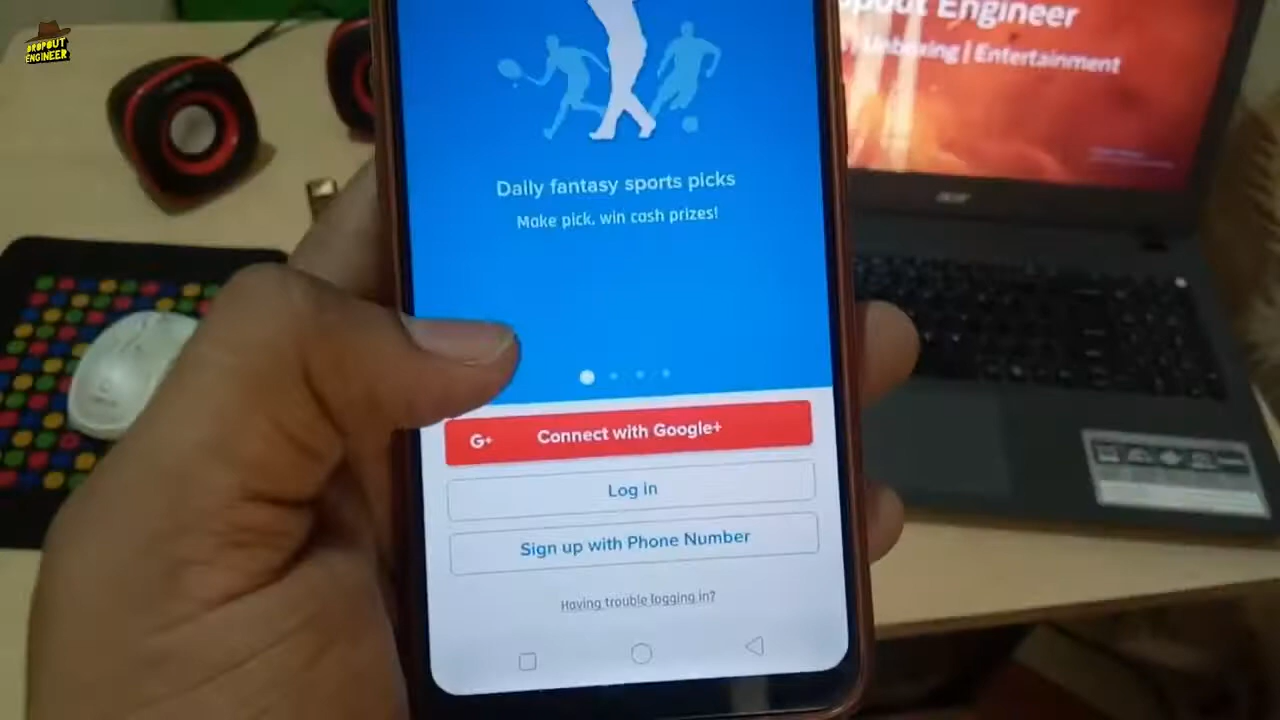 DROPOUT
ENGINEER
Engineer
Unboxing | Entertainment
acer
Daily fantasy sports picks
Make pick, win cash prizes!
G+ Connect with Google+
Log in
Sign up with Phone Number
Having trouble logging in?